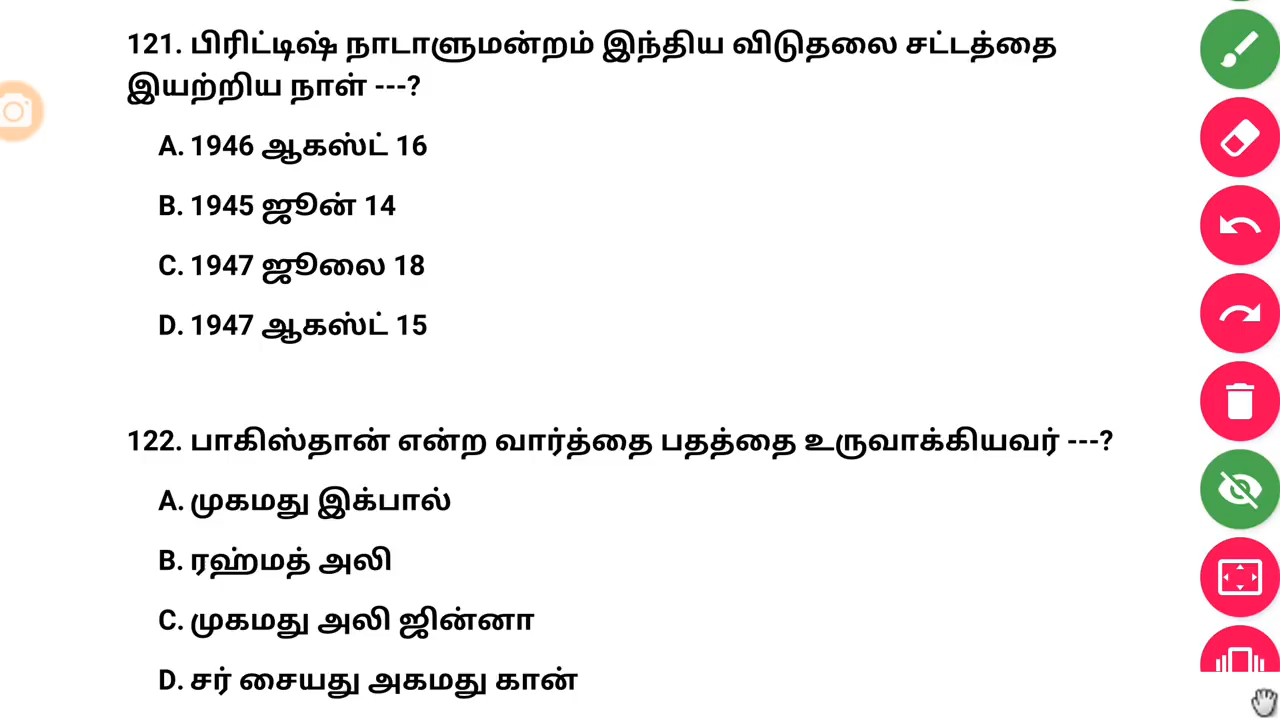 121. பிரிட்டிஷ் நாடாளுமன்றம் இந்திய விடுதலை சட்டத்தை
இயற்றிய நாள் ---?
A. 1946 ஆகஸ்ட் 16
B. 1945 ஜூன் 14
C. 1947 ஜூலை 18
D. 1947 ஆகஸ்ட் 15
122. பாகிஸ்தான் என்ற வார்த்தை பதத்தை உருவாக்கியவர் ---?
A. முகமது இக்பால்
B. ரஹ்மத் அலி
C. முகமது அலி ஜின்னா
D. சர் சையது அகமது கான்